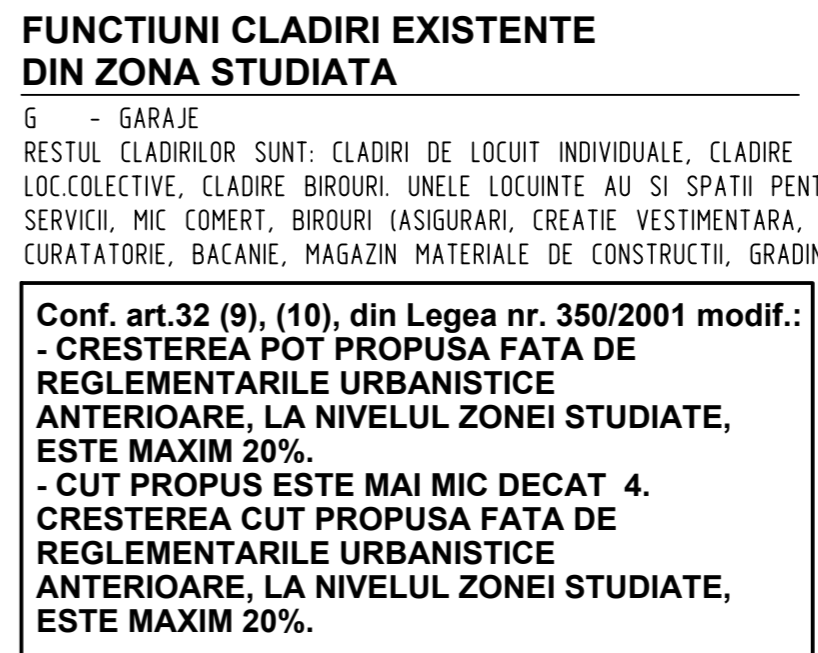 FUNCTIUNI CLADIRI EXISTENTE
DIN ZONA STUDIATA
G - GARAJE
RESTUL CLADIRILOR SUNT: CLADIRI DE LOCUIT INDIVIDUALE, CLADIRE
LOC.COLECTIVE, CLADIRE BIROURI. UNELE LOCUINTE AU SI SPATII PENT
SERVICII, MIC COMERT, BIROURI (ASIGURARI, CREATIE VESTIMENTARA,
CURATATORIE, BACANIE, MAGAZIN MATERIALE DE CONSTRUCTII, GRADIN
Conf. art.32 (9), (10), din Legea nr. 350/2001 modif.:
- CRESTEREA POT PROPUSA FATA DE
REGLEMENTARILE URBANISTICE
ANTERIOARE, LA NIVELUL ZONEI STUDIATE,
ESTE MAXIM 20%.
- CUT PROPUS ESTE MAI MIC DECAT 4.
CRESTEREA CUT PROPUSA FATA DE
REGLEMENTARILE URBANISTICE
ANTERIOARE, LA NIVELUL ZONEI STUDIATE,
ESTE MAXIM 20%.